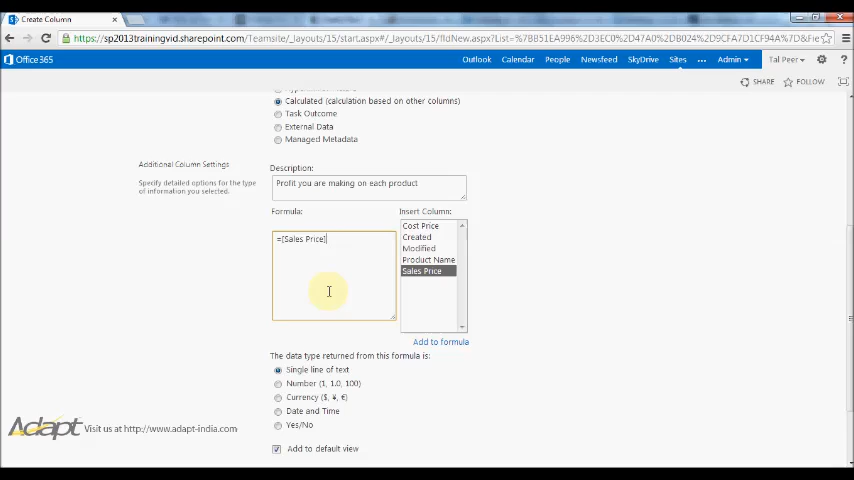 Create Column
https://sp2013trainingvid.sharepoint.com/Teamsite/_layouts/15/start.aspx#/_layouts/15/fldNew.aspx?List=%7BB51EA996%2D3EC0%2D47A0%2DB024%2D9CFA7D1CF94A%7D&Fie
Office 365
Outlook Calendar People Newsfeed SkyDrive Sites ... Admin Tal Peer ?
SHARE FOLLOW
Calculated (calculation based on other columns)
Task Outcome
External Data
Managed Metadata
Additional Column Settings
Specify detailed options for the type
of information you selected.
Description:
Profit you are making on each product
Formula:
Insert Column:
=[Sales Price]
Cost Price
Created
Modified
Product Name
Sales Price
Add to formula
The data type returned from this formula is:
Single line of text
Number (1, 1.0, 100)
Currency ($, ¥, €)
Date and Time
Yes/No
Add to default view
Adapt Visit us at http://www.adapt-india.com